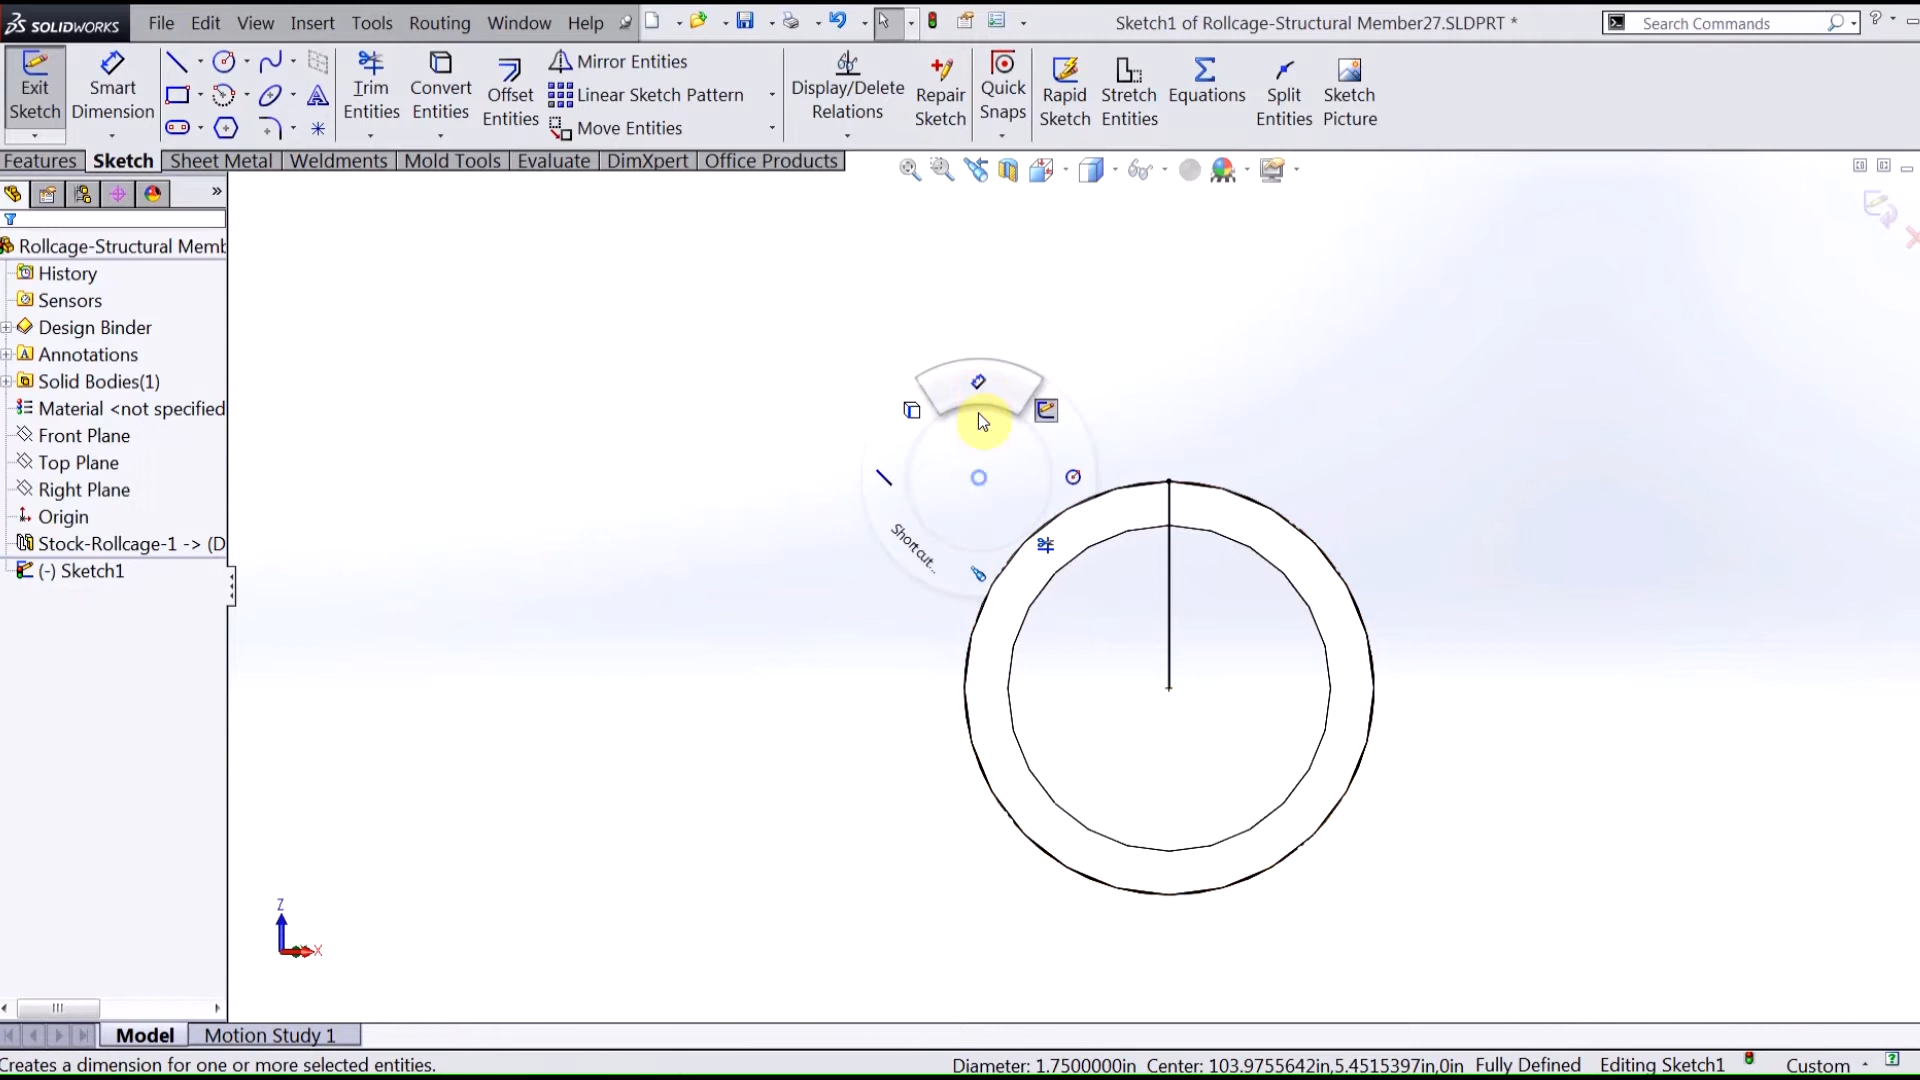 SOLIDWORKS File Edit View Insert Tools Routing Window Help Sketch1 of Rollcage-Structural Member27.SLDPRT * Search Commands ?
Exit Sketch
Smart Dimension
Trim Entities
Convert Entities
Offset Entities
Mirror Entities
Linear Sketch Pattern
Move Entities
Display/Delete Relations
Repair Sketch
Quick Snaps
Rapid Sketch
Stretch Entities
Equations
Split Entities
Sketch Picture
Features Sketch Sheet Metal Weldments Mold Tools Evaluate DimXpert Office Products
»
Rollcage-Structural Memb
History
Sensors
Design Binder
Annotations
Solid Bodies(1)
Material <not specified
Front Plane
Top Plane
Right Plane
Origin
Stock-Rollcage-1 -> (D
(-) Sketch1
Shortcut...
Z
X
Model Motion Study 1
Creates a dimension for one or more selected entities. Diameter: 1.7500000in Center: 103.9755642in,5.4515397in,0in Fully Defined Editing Sketch1 Custom ?